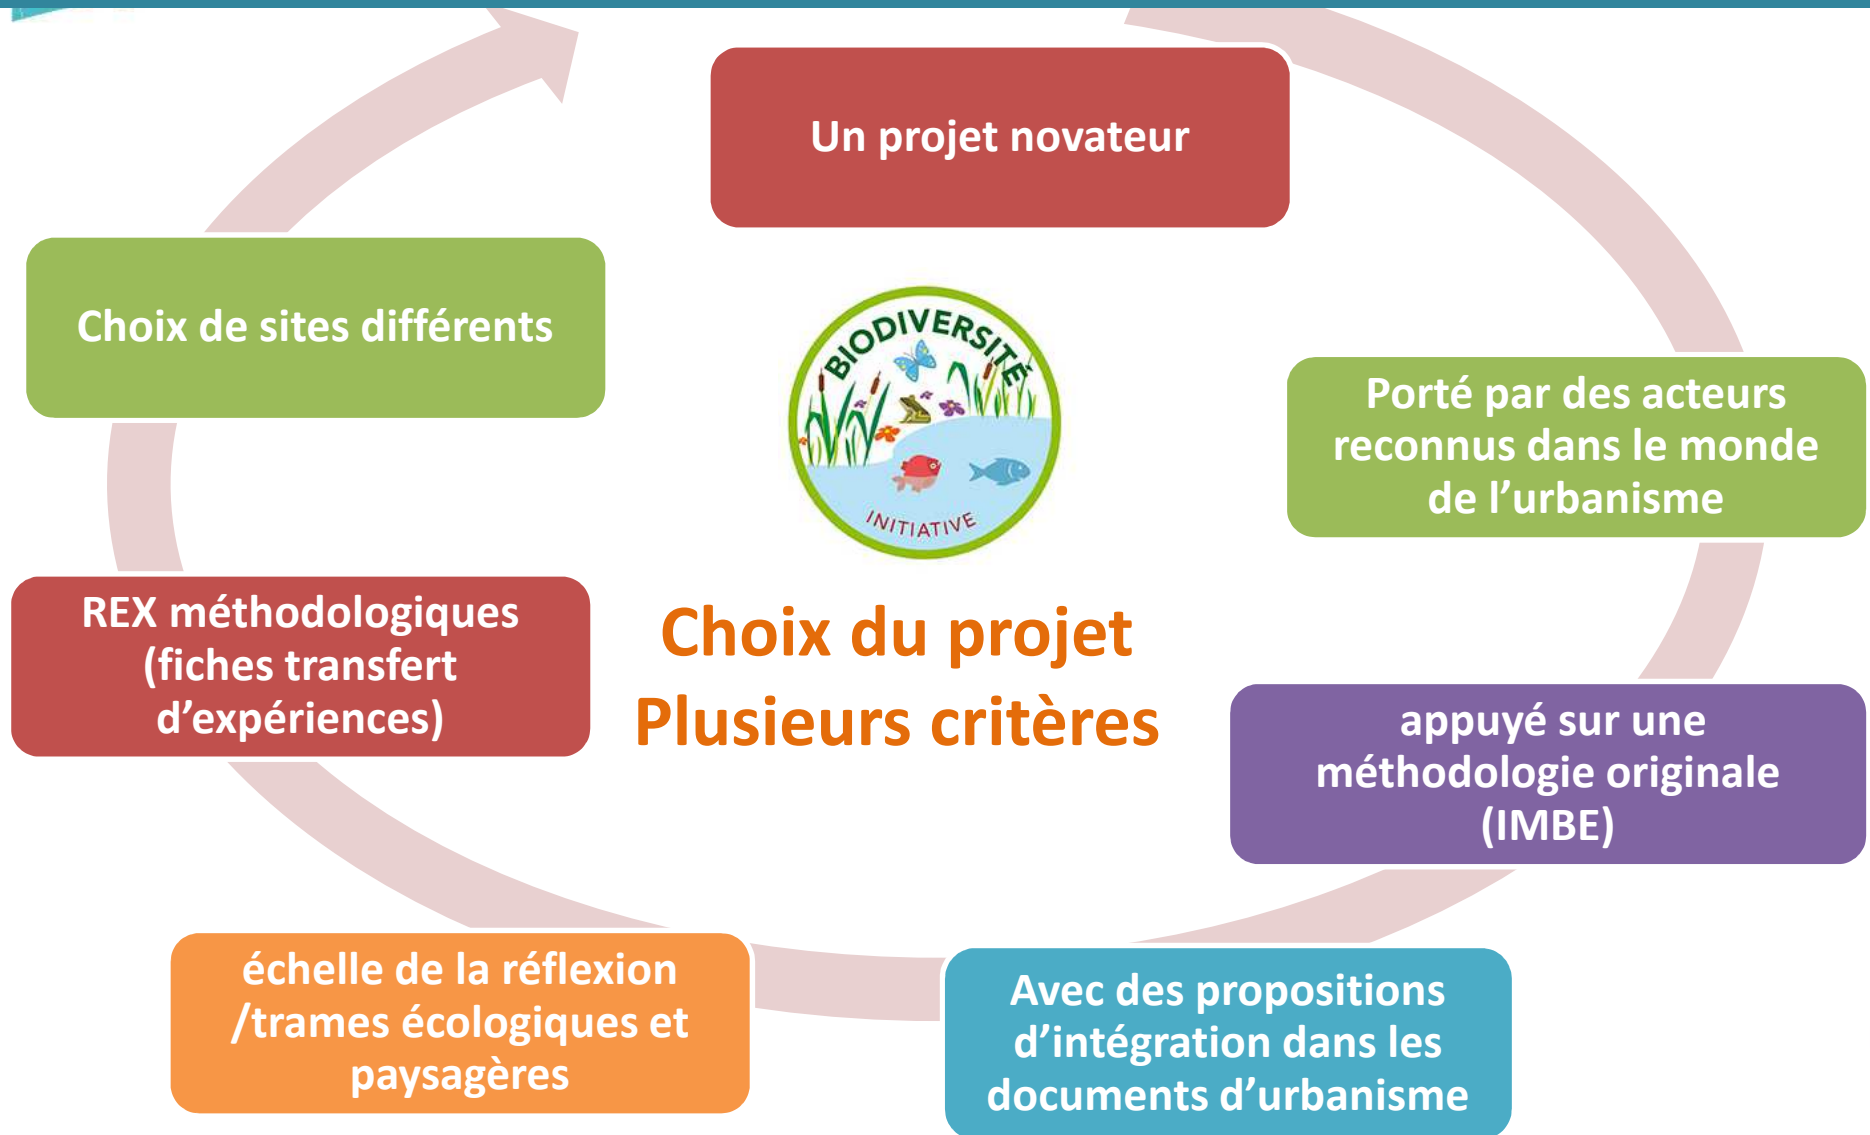 Un projet novateur
Choix de sites différents
BIODIVERSITÉ
INITIATIVE
Porté par des acteurs
reconnus dans le monde
de l’urbanisme
REX méthodologiques
(fiches transfert
d’expériences)
Choix du projet
Plusieurs critères
appuyé sur une
méthodologie originale
(IMBE)
échelle de la réflexion
/trames écologiques et
paysagères
Avec des propositions
d’intégration dans les
documents d’urbanisme